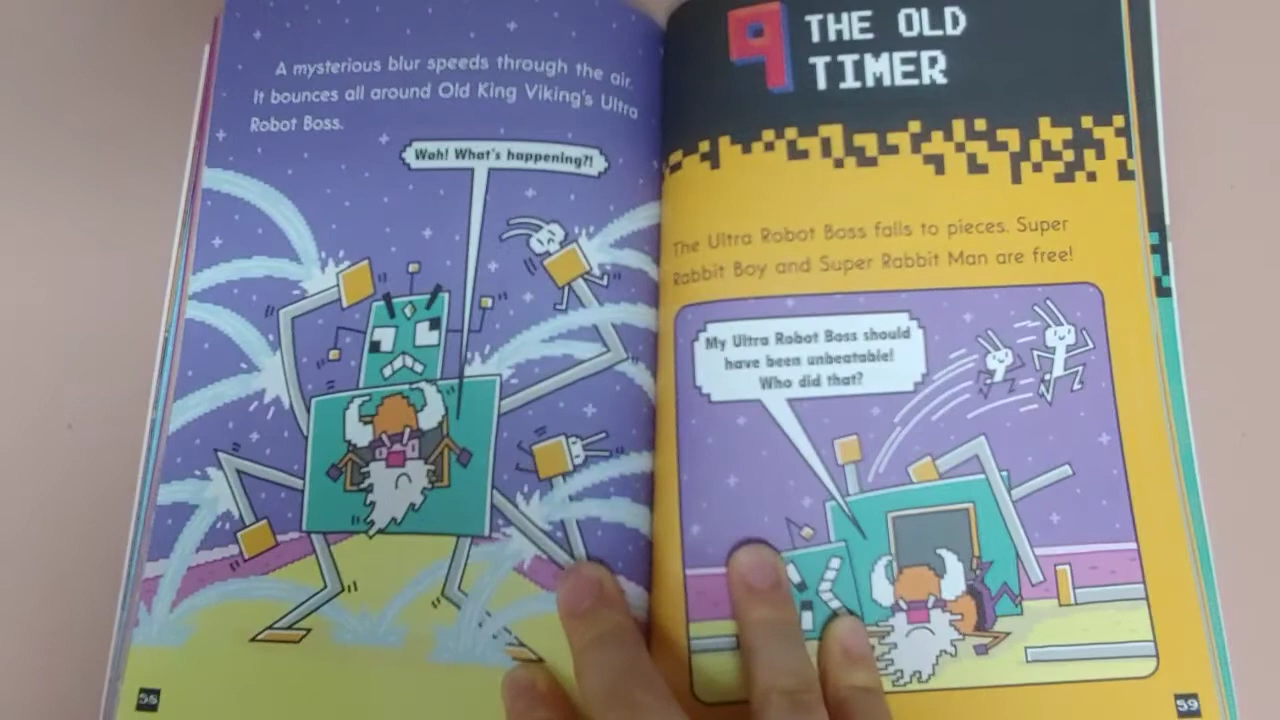 A mysterious blur speeds through the air.
It bounces all around Old King Viking's Ultra
Robot Boss.
Wah! What's happening?!
58
9 THE OLD
TIMER
The Ultra Robot Boss falls to pieces. Super
Rabbit Boy and Super Rabbit Man are free!
My Ultra Robot Boss should
have been unbeatable!
Who did that?
59